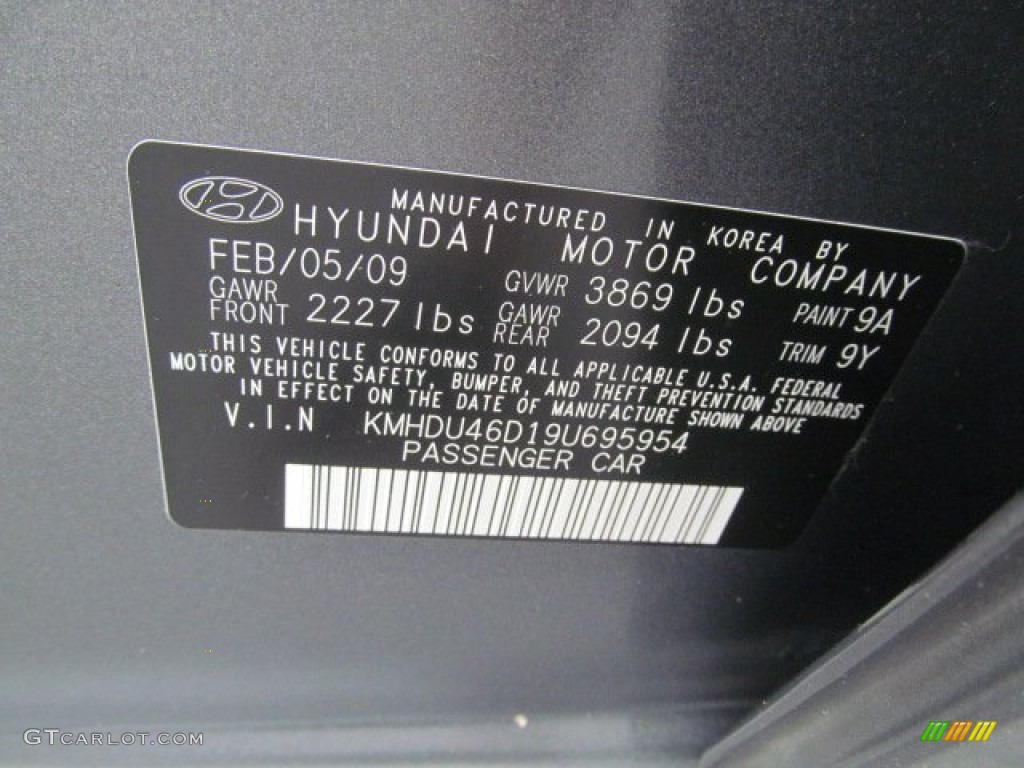 MANUFACTURED IN KOREA BY
HYUNDAI MOTOR COMPANY
FEB/05/09 GVWR 3869 lbs PAINT 9A
GAWR FRONT 2227 lbs GAWR REAR 2094 lbs TRIM 9Y
THIS VEHICLE CONFORMS TO ALL APPLICABLE U.S.A. FEDERAL
MOTOR VEHICLE SAFETY, BUMPER, AND THEFT PREVENTION STANDARDS
IN EFFECT ON THE DATE OF MANUFACTURE SHOWN ABOVE
V.I.N KMHDU46D19U695954
PASSENGER CAR
GTCARLOT.COM